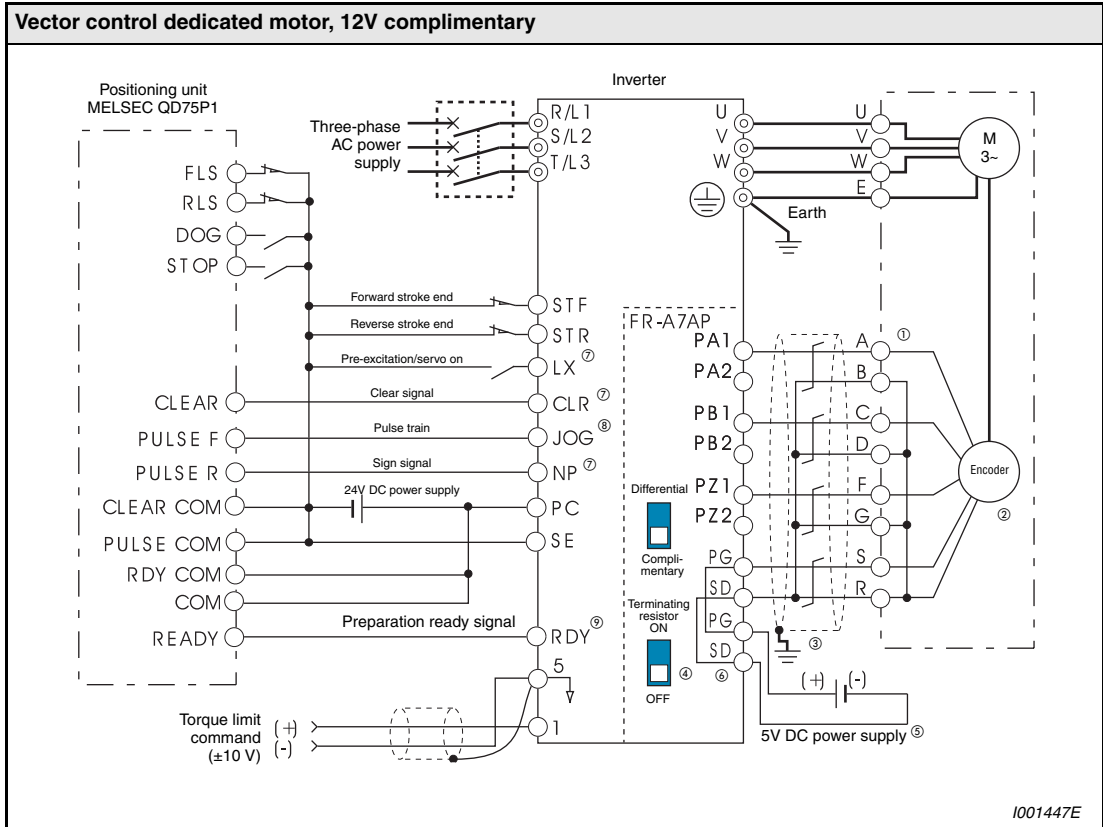 Vector control dedicated motor, 12V complimentary
Positioning unit
MELSEC QD75P1
Inverter
Three-phase
AC power
supply
R/L1
S/L2
T/L3
U
V
W
U
V
W
E
M
3~
Earth
FLS
RLS
DOG
STOP
Forward stroke end
STF
Reverse stroke end
STR
Pre-excitation/servo on
LX ⑦
CLEAR
Clear signal
CLR ⑦
PULSE F
Pulse train
JOG ⑧
PULSE R
Sign signal
NP ⑦
CLEAR COM
24V DC power supply
PC
PULSE COM
SE
RDY COM
COM
READY
Preparation ready signal
RDY ⑨
5
1
Torque limit
command
(±10 V)
(+)
(-)
FR-A7AP
PA1
PA2
PB1
PB2
PZ1
PZ2
PG
SD
PG
SD
⑥
Differential
Compli-
mentary
Terminating
resistor
ON
④
OFF
A
①
B
C
D
F
G
S
R
Encoder
②
③
(+)
(-)
5V DC power supply ⑤
I001447E